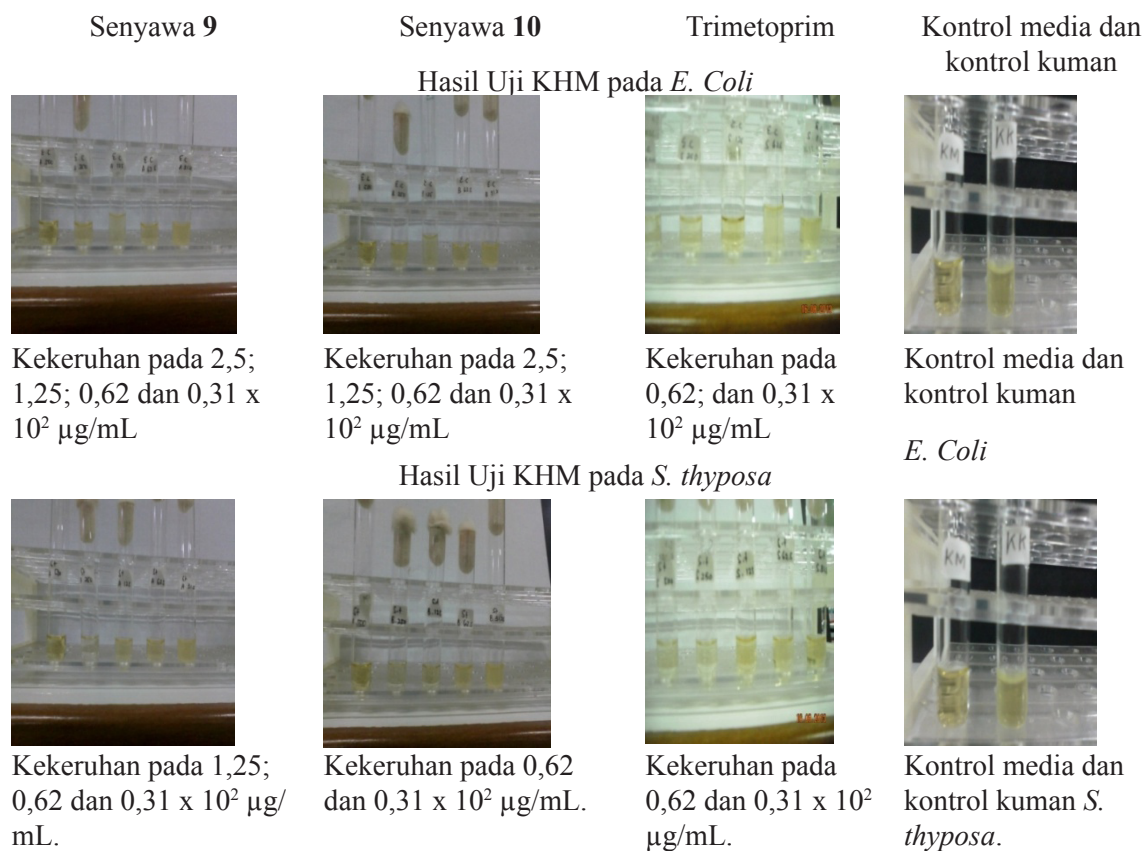 Senyawa 9
Senyawa 10
Trimetoprim
Kontrol media dan
kontrol kuman
Hasil Uji KHM pada E. Coli
KM
KK
Kekeruhan pada 2,5;
1,25; 0,62 dan 0,31 x
10² µg/mL
Kekeruhan pada 2,5;
1,25; 0,62 dan 0,31 x
10² µg/mL
Kekeruhan pada
0,62; dan 0,31 x
10² µg/mL
Kontrol media dan
kontrol kuman
E. Coli
Hasil Uji KHM pada S. thyposa
KM
KK
Kekeruhan pada 1,25;
0,62 dan 0,31 x 10² µg/
mL.
Kekeruhan pada 0,62
dan 0,31 x 10² µg/mL.
Kekeruhan pada
0,62 dan 0,31 x 10²
µg/mL.
Kontrol media dan
kontrol kuman S.
thyposa.